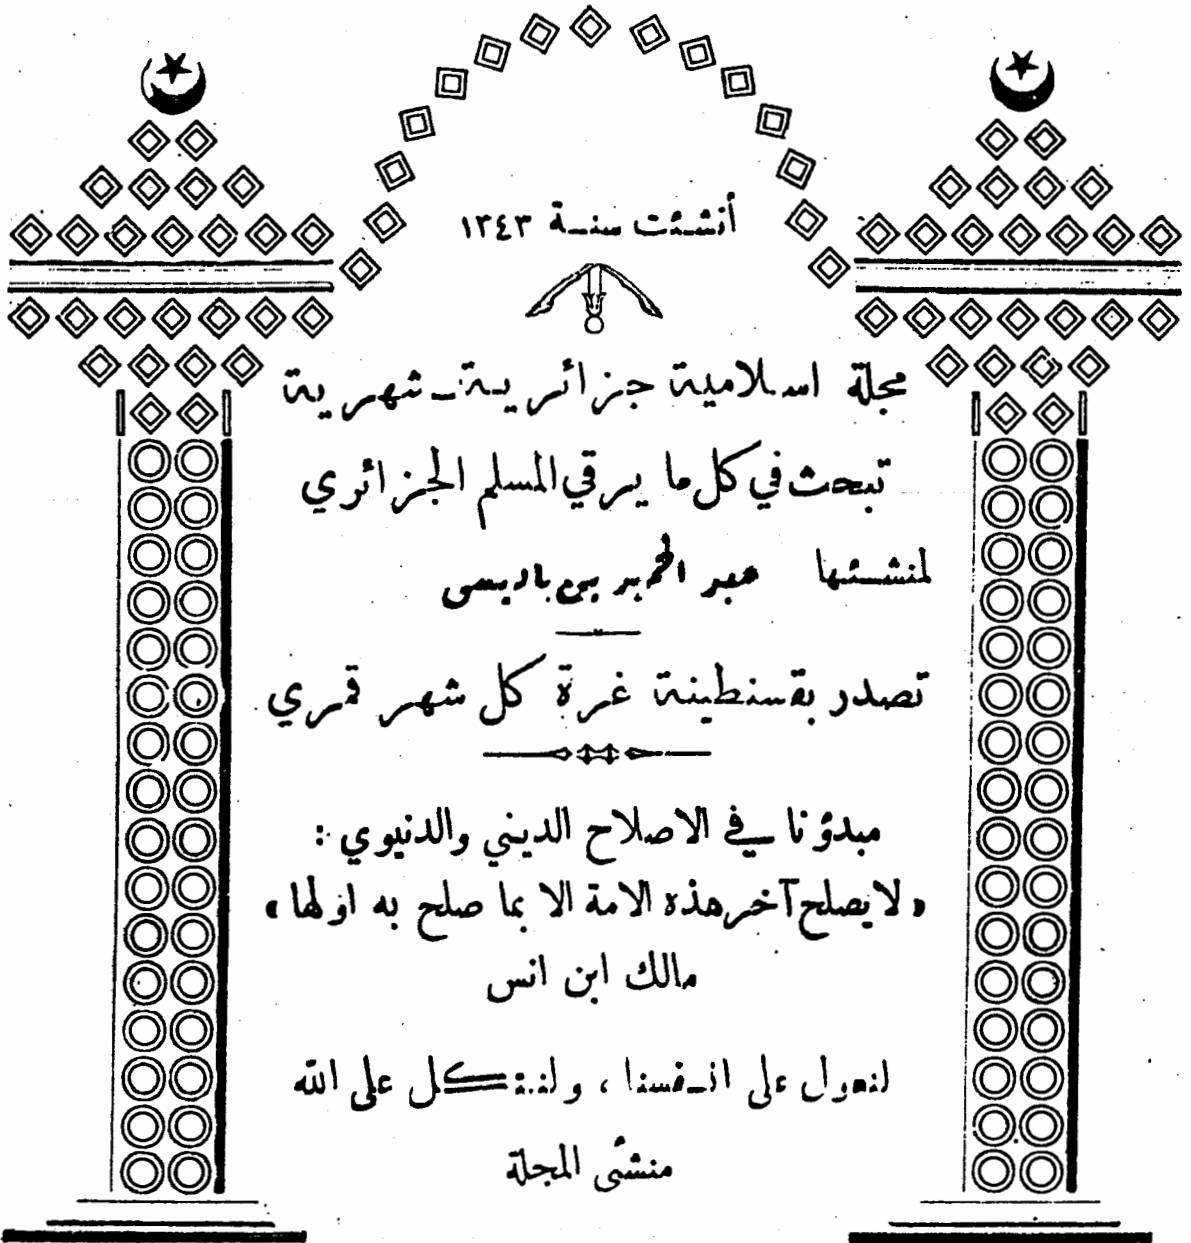 أنشئت سنة ١٣٤٣
مجلة اسلامية جزائرية ـ شهرية
تبحث في كل ما يرقي المسلم الجزائري
لمنشئها عبد الحميد بن باديس
تصدر بقسنطينة غرة كل شهر قمري
مبدؤنا في الاصلاح الديني والدنيوي :
« لا يصلح آخر هذه الامة الا بما صلح به اولها »
مالك ابن انس
لنعول على انفسنا ، ولنتكل على الله
منشئ المجلة